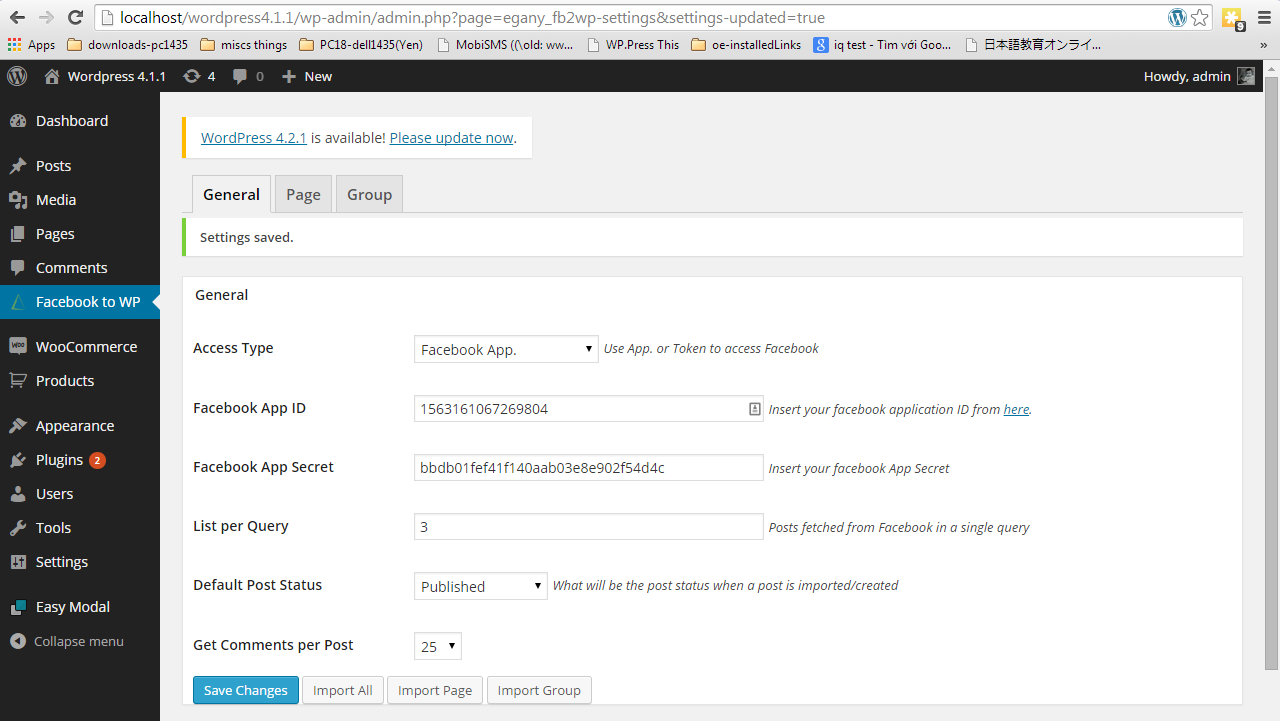 localhost/wordpress4.1.1/wp-admin/admin.php?page=egany_fb2wp-settings&settings-updated=true
9
Apps downloads-pc1435 miscs things PC18-dell1435(Yen) MobiSMS ((\old: ww... WP.Press This oe-installedLinks iq test - Tìm với Goo... 日本語教育オンライ... »
Wordpress 4.1.1 4 0 New Howdy, admin
Dashboard
Posts
Media
Pages
Comments
Facebook to WP
WooCommerce
Products
Appearance
Plugins 2
Users
Tools
Settings
Easy Modal
Collapse menu
WordPress 4.2.1 is available! Please update now.
General Page Group
Settings saved.
General
Access Type Facebook App. Use App. or Token to access Facebook
Facebook App ID 1563161067269804 Insert your facebook application ID from here.
Facebook App Secret bbdb01fef41f140aab03e8e902f54d4c Insert your facebook App Secret
List per Query 3 Posts fetched from Facebook in a single query
Default Post Status Published What will be the post status when a post is imported/created
Get Comments per Post 25
Save Changes Import All Import Page Import Group